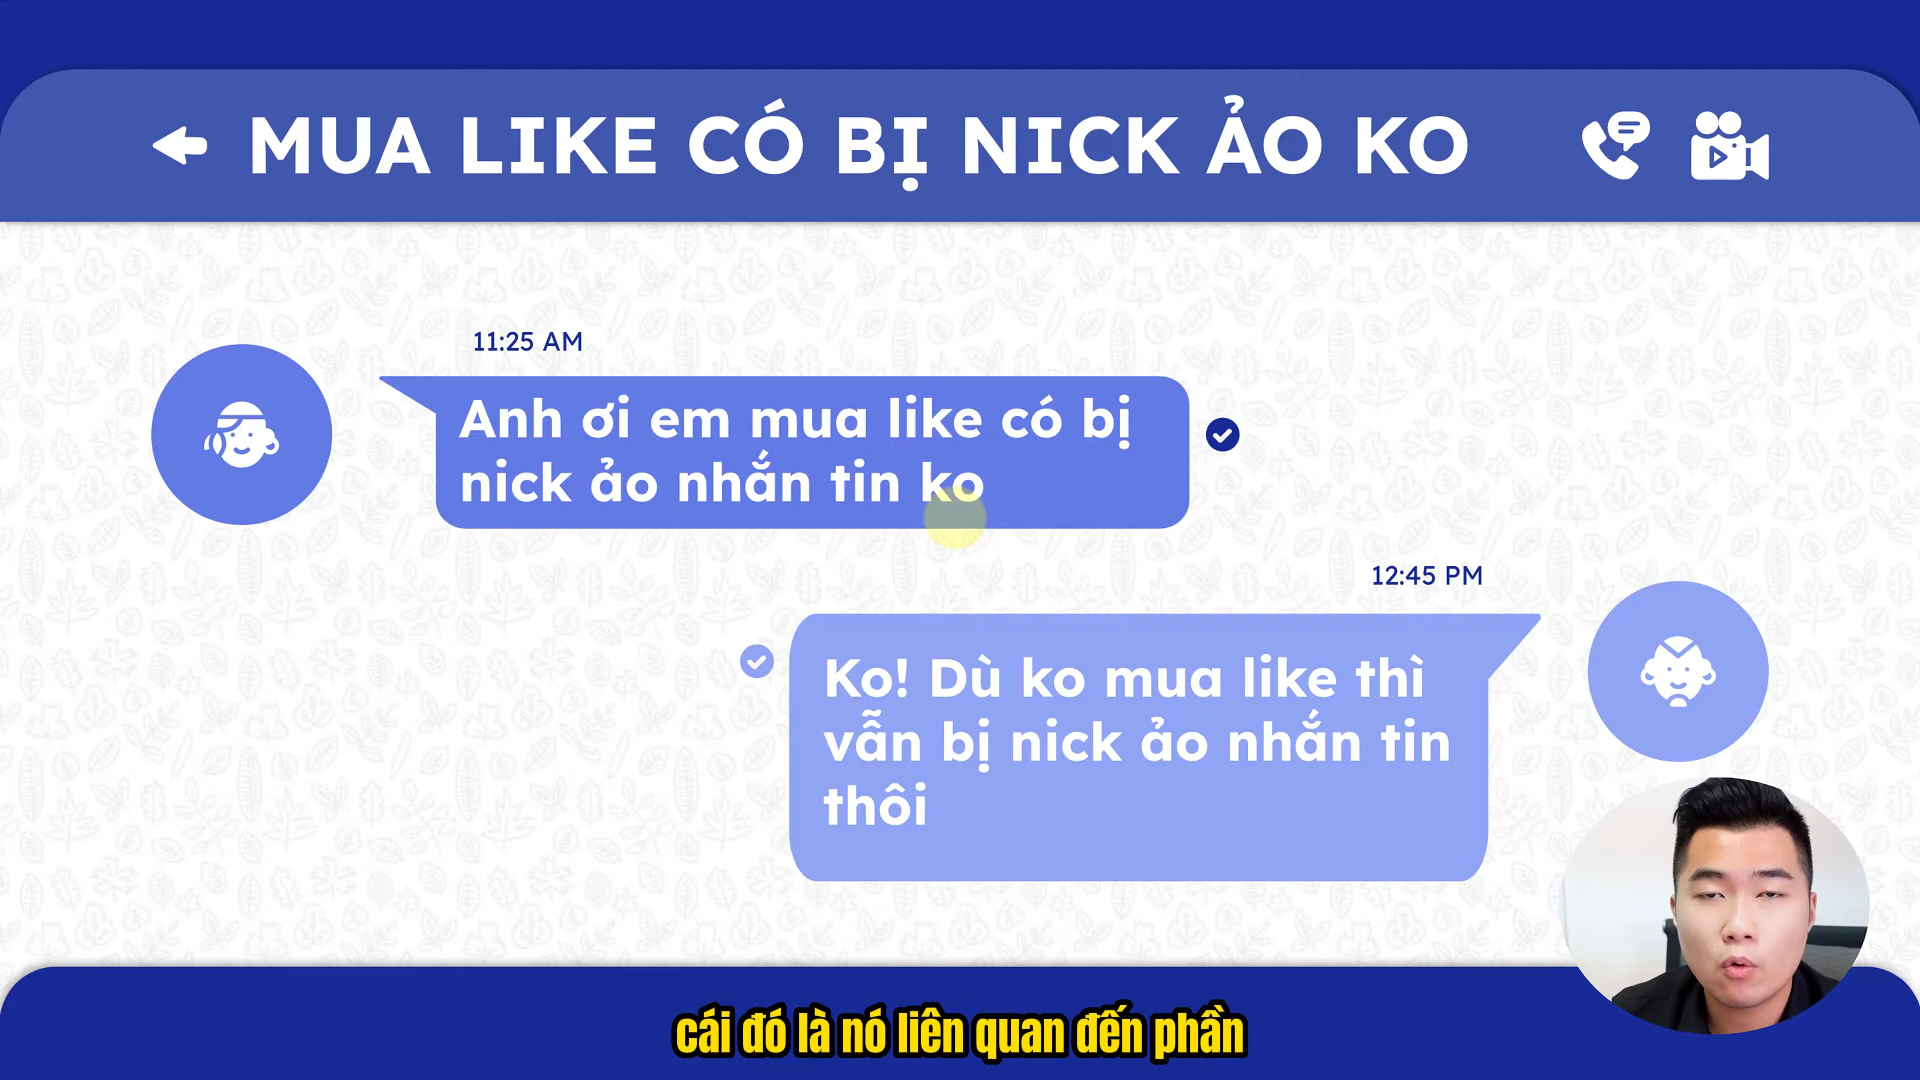 MUA LIKE CÓ BỊ NICK ẢO KO
11:25 AM
Anh ơi em mua like có bị
nick ảo nhắn tin ko
12:45 PM
Ko! Dù ko mua like thì
vẫn bị nick ảo nhắn tin
thôi
cái đó là nó liên quan đến phần